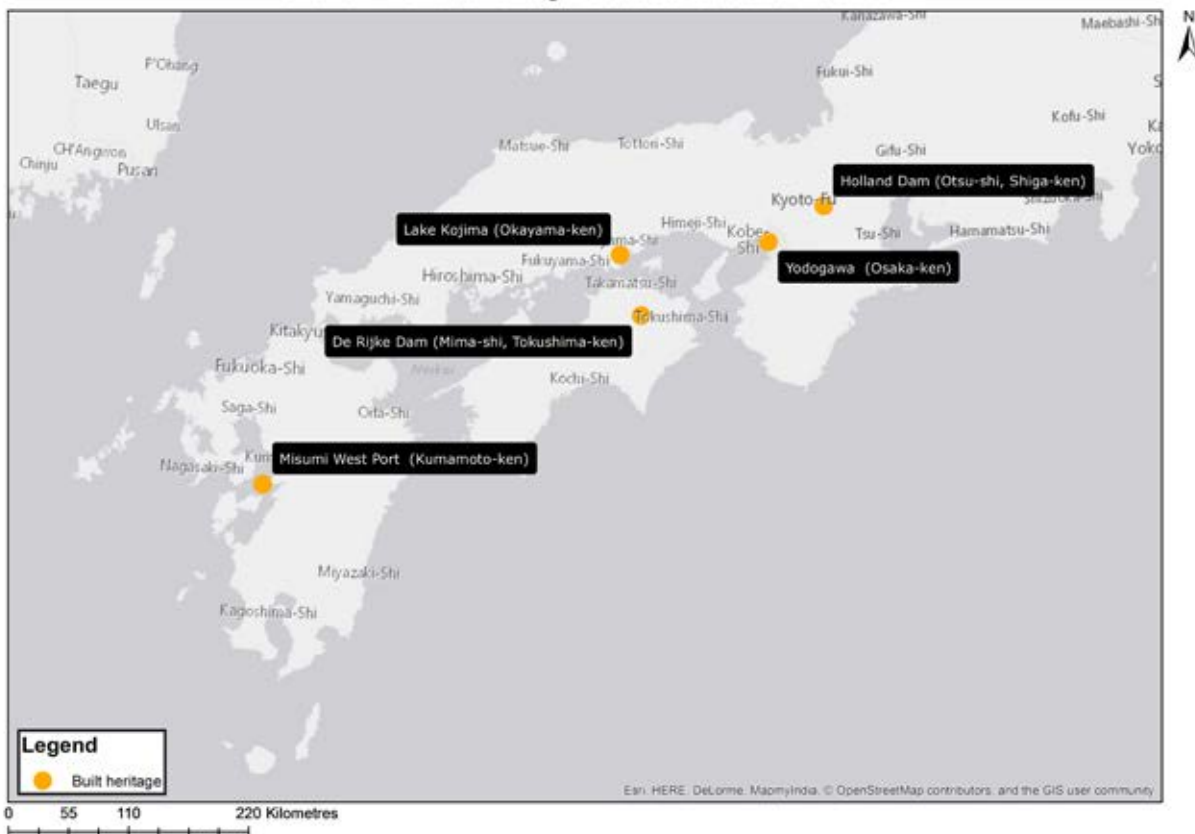 Kanazawa-Shi
Maebashi-Sh
N
F'Ohang
Fukui-Shi
Taegu
Kofu-Shi
Ulsan
Matsue-Shi
Tottori-Shi
Gifu-Shi
Yoko
CH'Angwon
Chinju
Pusan
Holland Dam (Otsu-shi, Shiga-ken)
Kyoto-Fu
Lake Kojima (Okayama-ken)
Himeji-Shi
Kobe-
Shi
Tsu-Shi
Hamamatsu-Shi
yama-Shi
Fukuyama-Shi
Yodogawa (Osaka-ken)
Hiroshima-Shi
Takamatsu-Shi
Yamaguchi-Shi
Tokushima-Shi
Kitakyu
De Rijke Dam (Mima-shi, Tokushima-ken)
Fukuoka-Shi
Kochi-Shi
Saga-Shi
Oita-Shi
Nagasaki-Shi
Misumi West Port (Kumamoto-ken)
Miyazaki-Shi
Kagoshima-Shi
Legend
Built heritage
Esri, HERE, DeLorme, MapmyIndia, © OpenStreetMap contributors, and the GIS user community
0 55 110 220 Kilometres